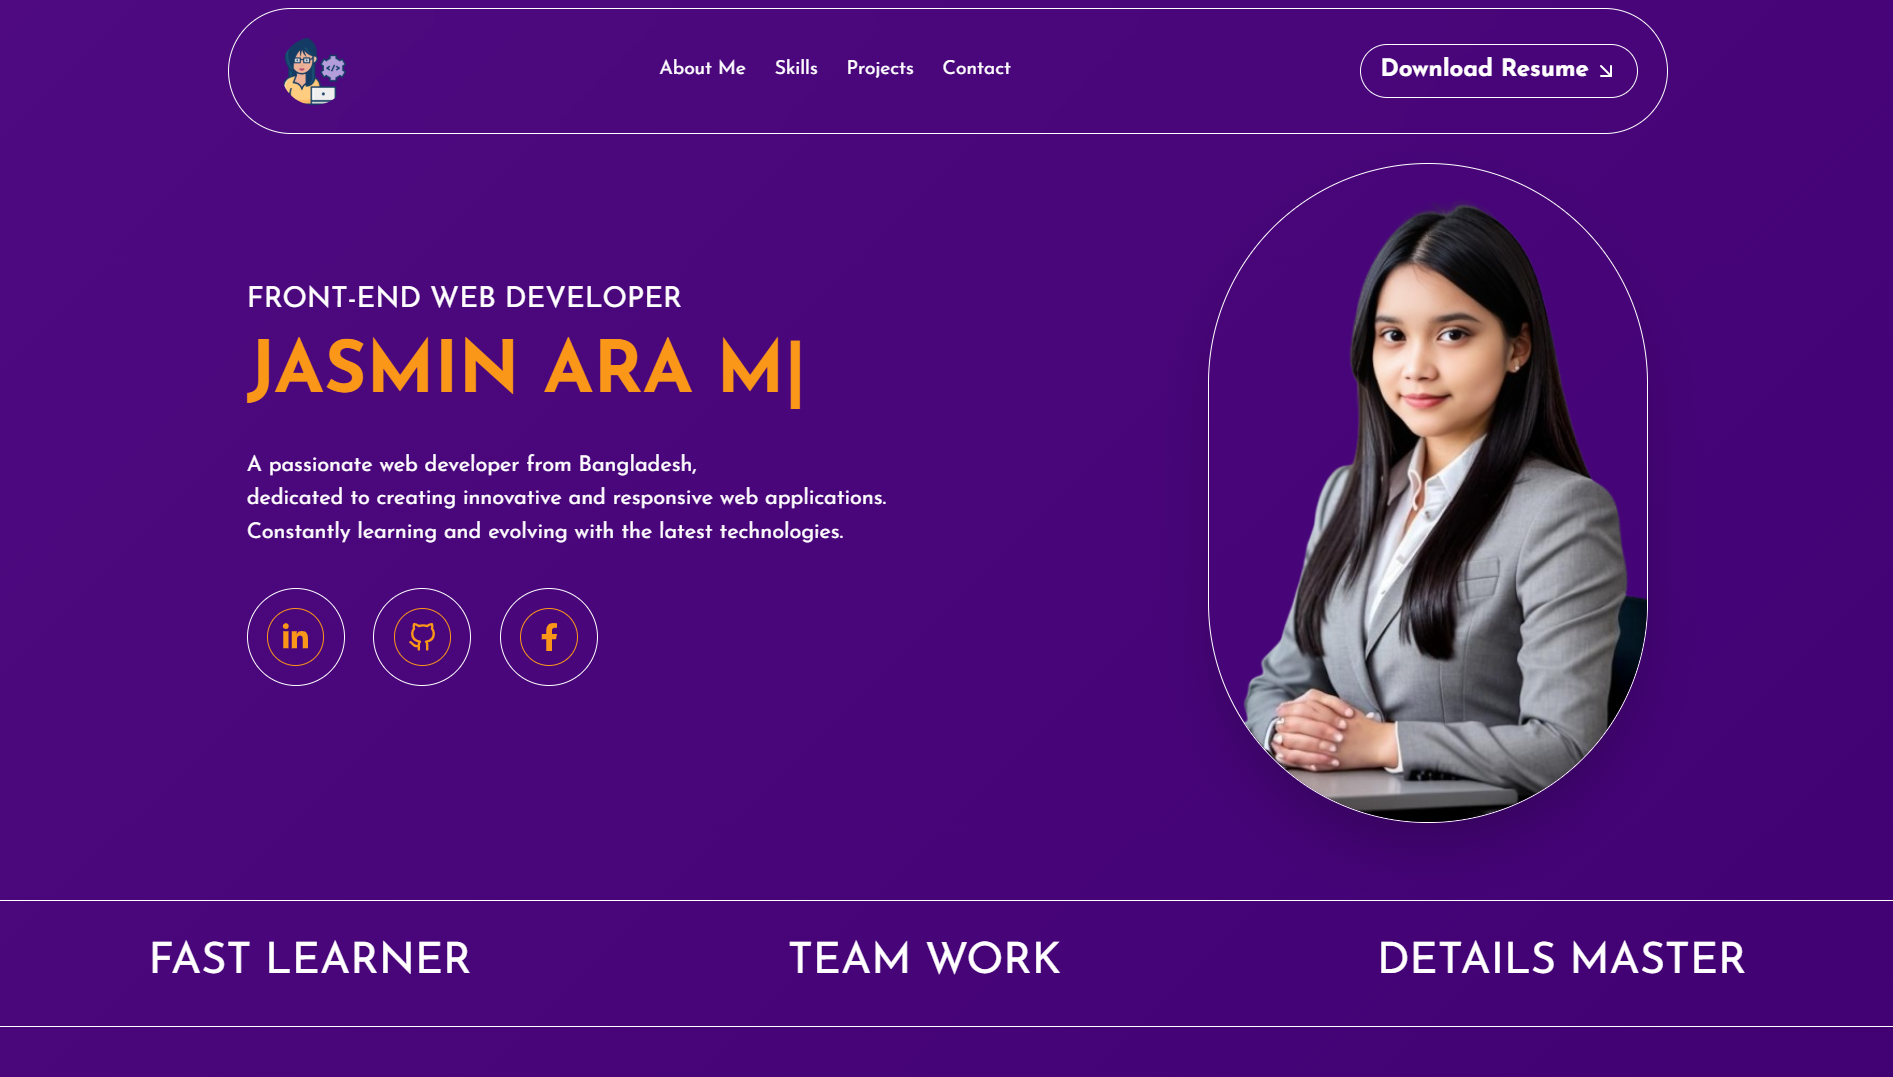 About Me Skills Projects Contact
Download Resume
FRONT-END WEB DEVELOPER
JASMIN ARA M|
A passionate web developer from Bangladesh,
dedicated to creating innovative and responsive web applications.
Constantly learning and evolving with the latest technologies.
FAST LEARNER TEAM WORK DETAILS MASTER